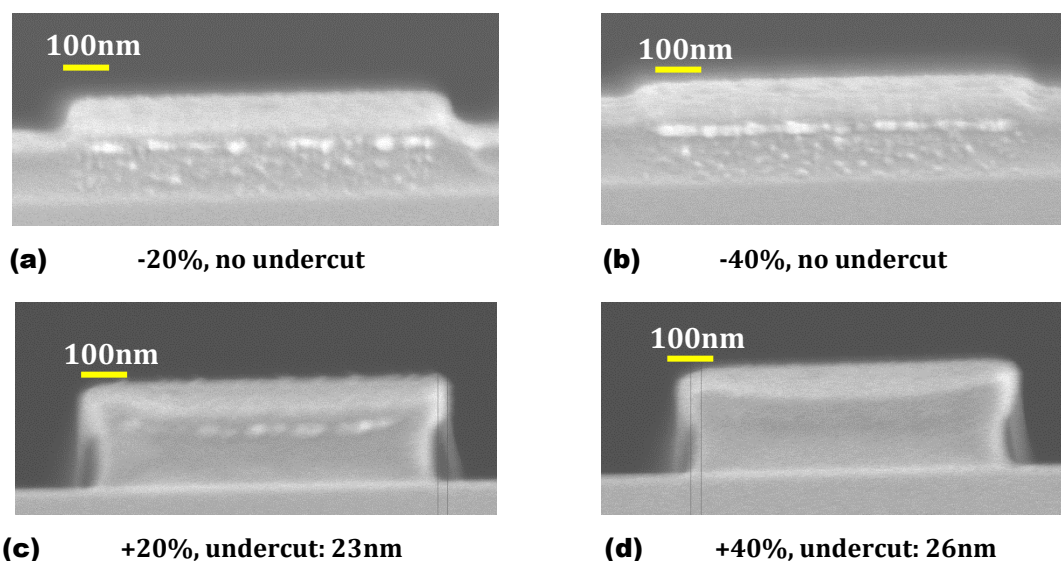 100nm
100nm
(a) -20%, no undercut
(b) -40%, no undercut
100nm
100nm
(c) +20%, undercut: 23nm
(d) +40%, undercut: 26nm